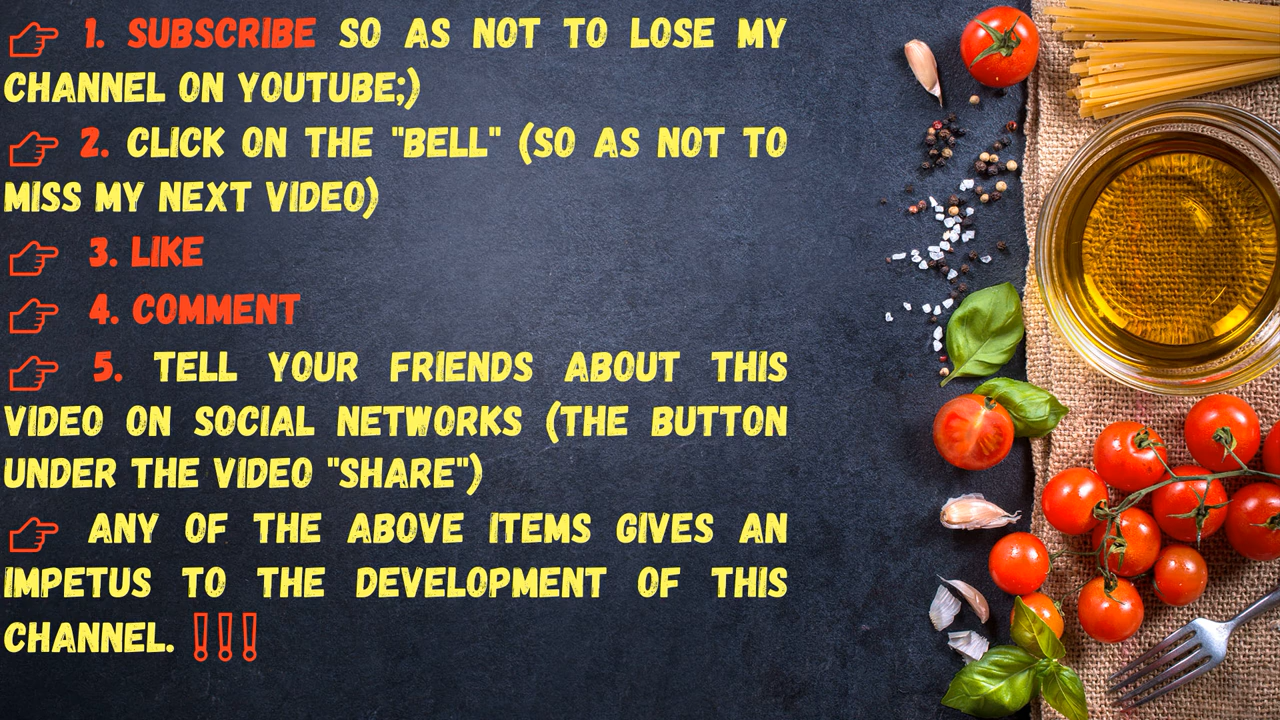 👉 1. SUBSCRIBE SO AS NOT TO LOSE MY
CHANNEL ON YOUTUBE;)
👉 2. CLICK ON THE "BELL" (SO AS NOT TO
MISS MY NEXT VIDEO)
👉 3. LIKE
👉 4. COMMENT
👉 5. TELL YOUR FRIENDS ABOUT THIS
VIDEO ON SOCIAL NETWORKS (THE BUTTON
UNDER THE VIDEO "SHARE")
👉 ANY OF THE ABOVE ITEMS GIVES AN
IMPETUS TO THE DEVELOPMENT OF THIS
CHANNEL. ❗❗❗